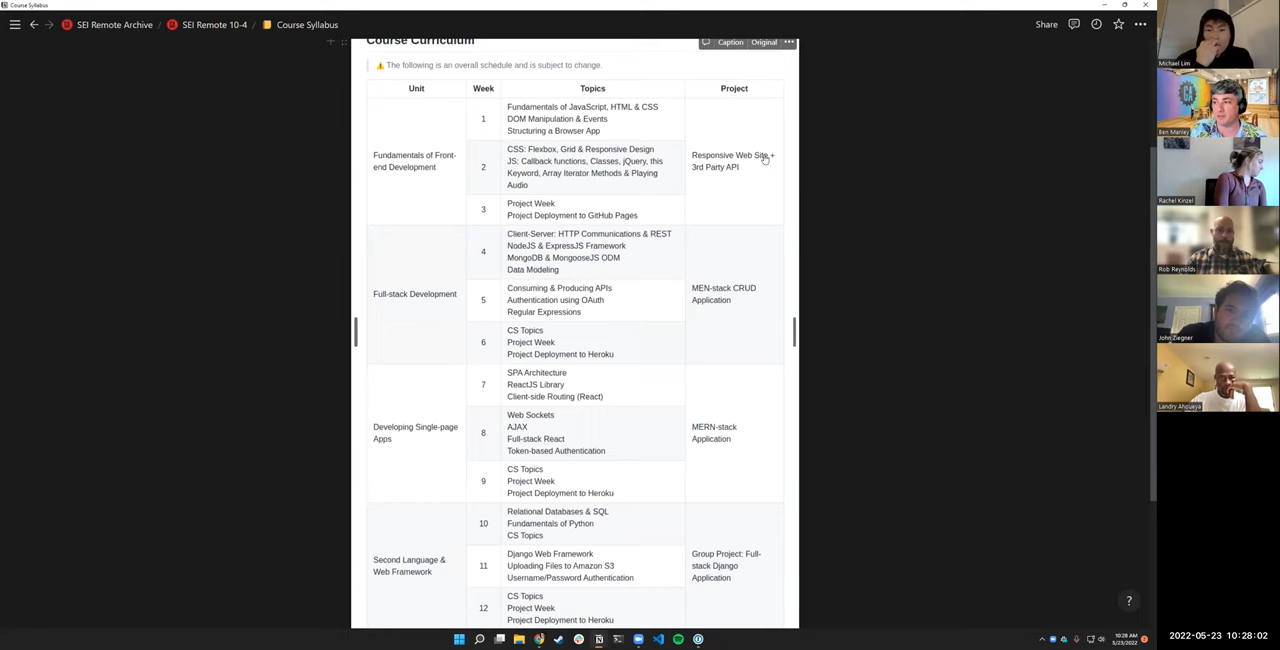 Course Syllabus
SEI Remote Archive / SEI Remote 10-4 / Course Syllabus
Share
Course Curriculum
Caption Original
⚠️ The following is an overall schedule and is subject to change.
Unit Week Topics Project
Fundamentals of Front-
end Development
1
Fundamentals of JavaScript, HTML & CSS
DOM Manipulation & Events
Structuring a Browser App
2
CSS: Flexbox, Grid & Responsive Design
JS: Callback functions, Classes, jQuery, this
Keyword, Array Iterator Methods & Playing
Audio
3
Project Week
Project Deployment to GitHub Pages
Responsive Web Site +
3rd Party API
Full-stack Development
4
Client-Server: HTTP Communications & REST
NodeJS & ExpressJS Framework
MongoDB & MongooseJS ODM
Data Modeling
5
Consuming & Producing APIs
Authentication using OAuth
Regular Expressions
6
CS Topics
Project Week
Project Deployment to Heroku
MEN-stack CRUD
Application
Developing Single-page
Apps
7
SPA Architecture
ReactJS Library
Client-side Routing (React)
8
Web Sockets
AJAX
Full-stack React
Token-based Authentication
9
CS Topics
Project Week
Project Deployment to Heroku
MERN-stack
Application
Second Language &
Web Framework
10
Relational Databases & SQL
Fundamentals of Python
CS Topics
11
Django Web Framework
Uploading Files to Amazon S3
Username/Password Authentication
12
CS Topics
Project Week
Project Deployment to Heroku
Group Project: Full-
stack Django
Application
?
Michael Lim
GA
Ben Manley
Rachel Kinzel
Rob Reynolds
John Ziegner
Landry Ahoueya
10:28 AM
5/23/2022
2022-05-23 10:28:02